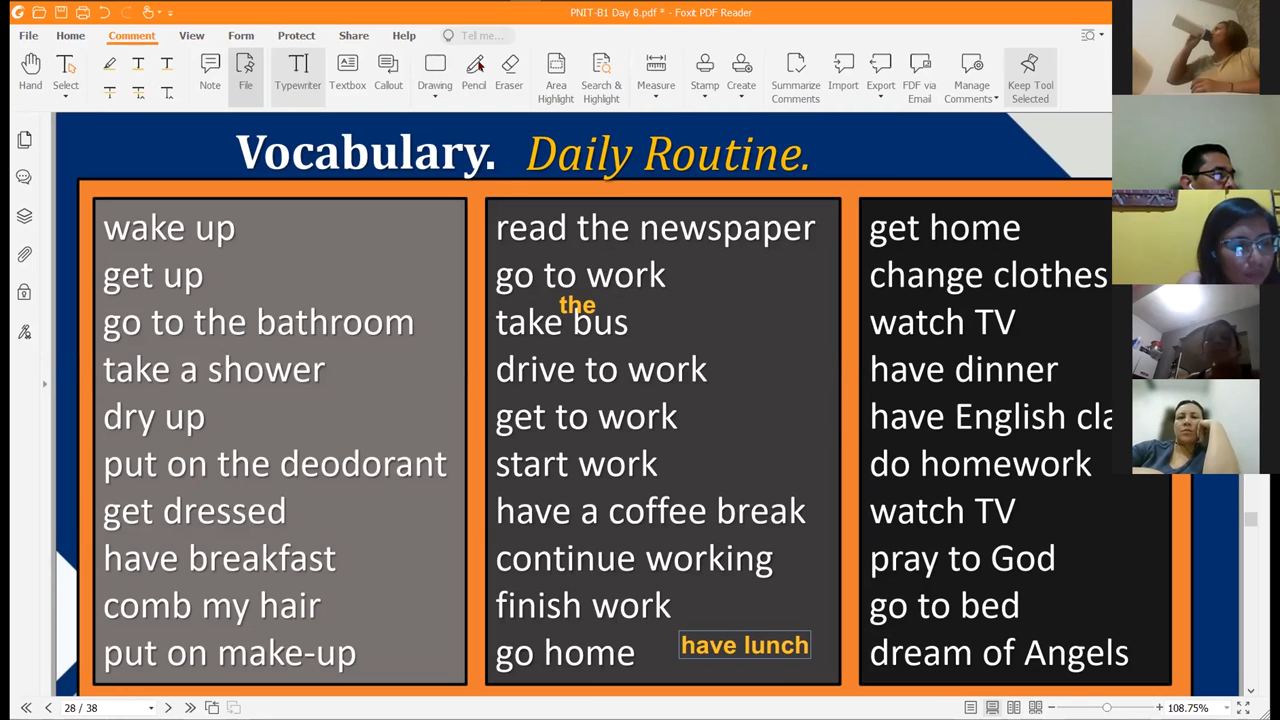 PNIT-B1 Day 8.pdf * - Foxit PDF Reader
File Home Comment View Form Protect Share Help Tell me...
Hand Select Note File Typewriter Textbox Callout Drawing Pencil Eraser Area Highlight Search & Highlight Measure Stamp Create Summarize Comments Import Export FDF via Email Manage Comments Keep Tool Selected
Vocabulary. Daily Routine.
wake up
get up
go to the bathroom
take a shower
dry up
put on the deodorant
get dressed
have breakfast
comb my hair
put on make-up
read the newspaper
go to work
the
take bus
drive to work
get to work
start work
have a coffee break
continue working
finish work
go home
have lunch
get home
change clothes
watch TV
have dinner
have English cla
do homework
watch TV
pray to God
go to bed
dream of Angels
28 / 38
108.75%